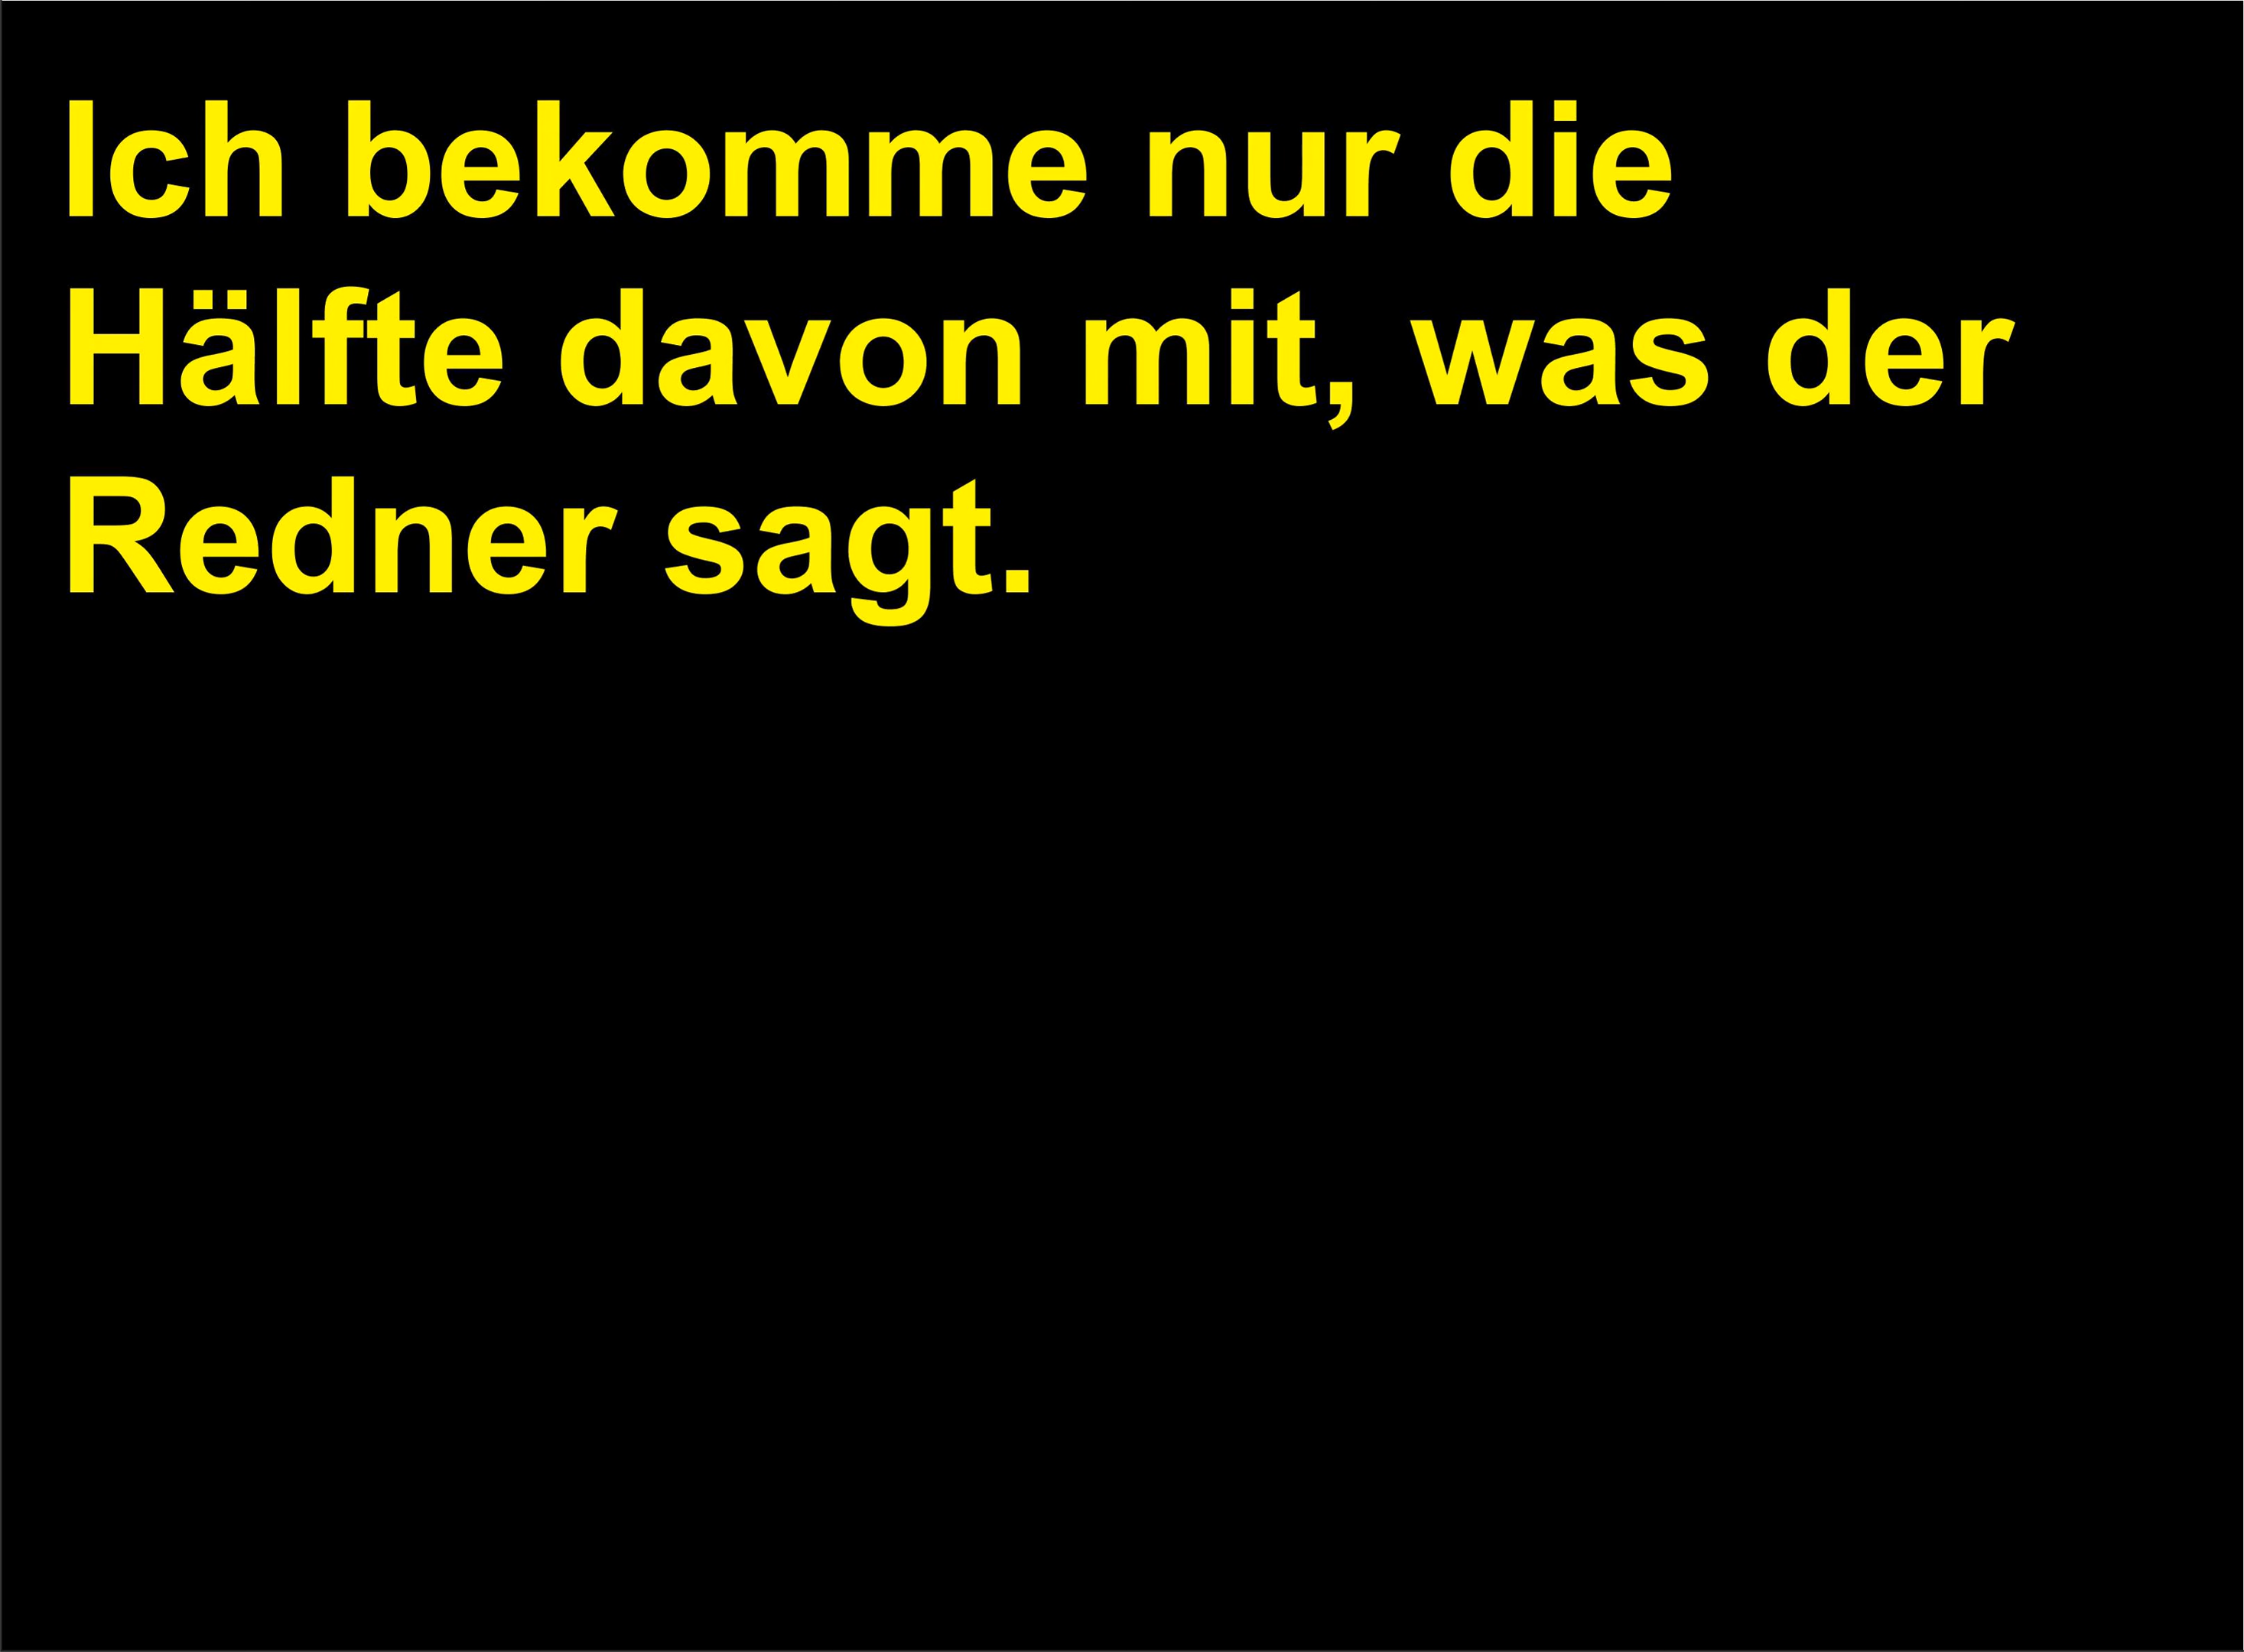 Ich bekomme nur die
Hälfte davon mit, was der
Redner sagt.